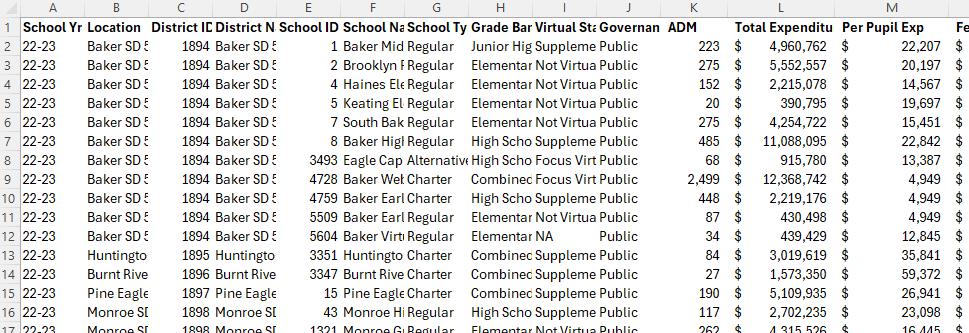 A B C D E F G H I J K L M
1 School Yr Location District ID District N School ID School Na School Ty Grade Ban Virtual Sta Governan ADM Total Expenditu Per Pupil Exp Fe
2 22-23 Baker SD 5 1894 Baker SD 5 1 Baker Mid Regular Junior Hig Suppleme Public 223 $ 4,960,762 $ 22,207 $
3 22-23 Baker SD 5 1894 Baker SD 5 2 Brooklyn F Regular Elementar Not Virtua Public 275 $ 5,552,557 $ 20,197 $
4 22-23 Baker SD 5 1894 Baker SD 5 4 Haines Ele Regular Elementar Not Virtua Public 152 $ 2,215,078 $ 14,567 $
5 22-23 Baker SD 5 1894 Baker SD 5 5 Keating El Regular Elementar Not Virtua Public 20 $ 390,795 $ 19,697 $
6 22-23 Baker SD 5 1894 Baker SD 5 7 South Bak Regular Elementar Not Virtua Public 275 $ 4,254,722 $ 15,451 $
7 22-23 Baker SD 5 1894 Baker SD 5 8 Baker High Regular High Scho Suppleme Public 485 $ 11,088,095 $ 22,842 $
8 22-23 Baker SD 5 1894 Baker SD 5 3493 Eagle Cap Alternative High Scho Focus Virt Public 68 $ 915,780 $ 13,387 $
9 22-23 Baker SD 5 1894 Baker SD 5 4728 Baker Web Charter Combined Focus Virt Public 2,499 $ 12,368,742 $ 4,949 $
10 22-23 Baker SD 5 1894 Baker SD 5 4759 Baker Earl Charter High Scho Suppleme Public 448 $ 2,219,176 $ 4,949 $
11 22-23 Baker SD 5 1894 Baker SD 5 5509 Baker Earl Regular Elementar Not Virtua Public 87 $ 430,498 $ 4,949 $
12 22-23 Baker SD 5 1894 Baker SD 5 5604 Baker Virtu Regular Elementar NA Public 34 $ 439,429 $ 12,845 $
13 22-23 Huntingto 1895 Huntingto 3351 Huntingto Charter Combined Suppleme Public 84 $ 3,019,619 $ 35,841 $
14 22-23 Burnt Rive 1896 Burnt Rive 3347 Burnt Rive Charter Combined Suppleme Public 27 $ 1,573,350 $ 59,372 $
15 22-23 Pine Eagle 1897 Pine Eagle 15 Pine Eagle Charter Combined Suppleme Public 190 $ 5,109,935 $ 26,941 $
16 22-23 Monroe SD 1898 Monroe SD 43 Monroe Hi Regular High Scho Suppleme Public 117 $ 2,702,235 $ 23,098 $
17 22-23 Monroe SD 1898 Monroe SD 1321 Monroe G Regular Elementar Not Virtua Public 262 $ 4,315,526 $ 16,445 $